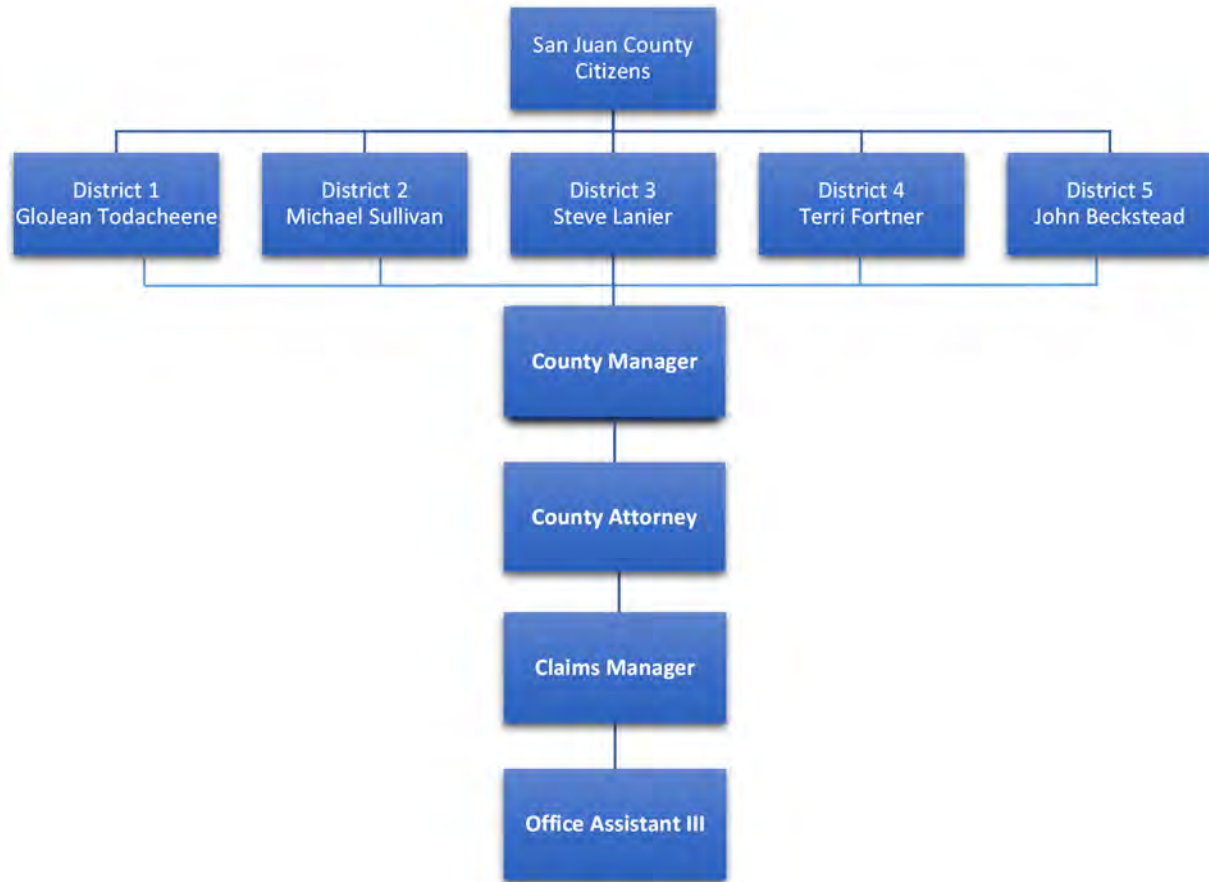 San Juan County
Citizens
District 1
GloJean Todacheene
District 2
Michael Sullivan
District 3
Steve Lanier
District 4
Terri Fortner
District 5
John Beckstead
County Manager
County Attorney
Claims Manager
Office Assistant III